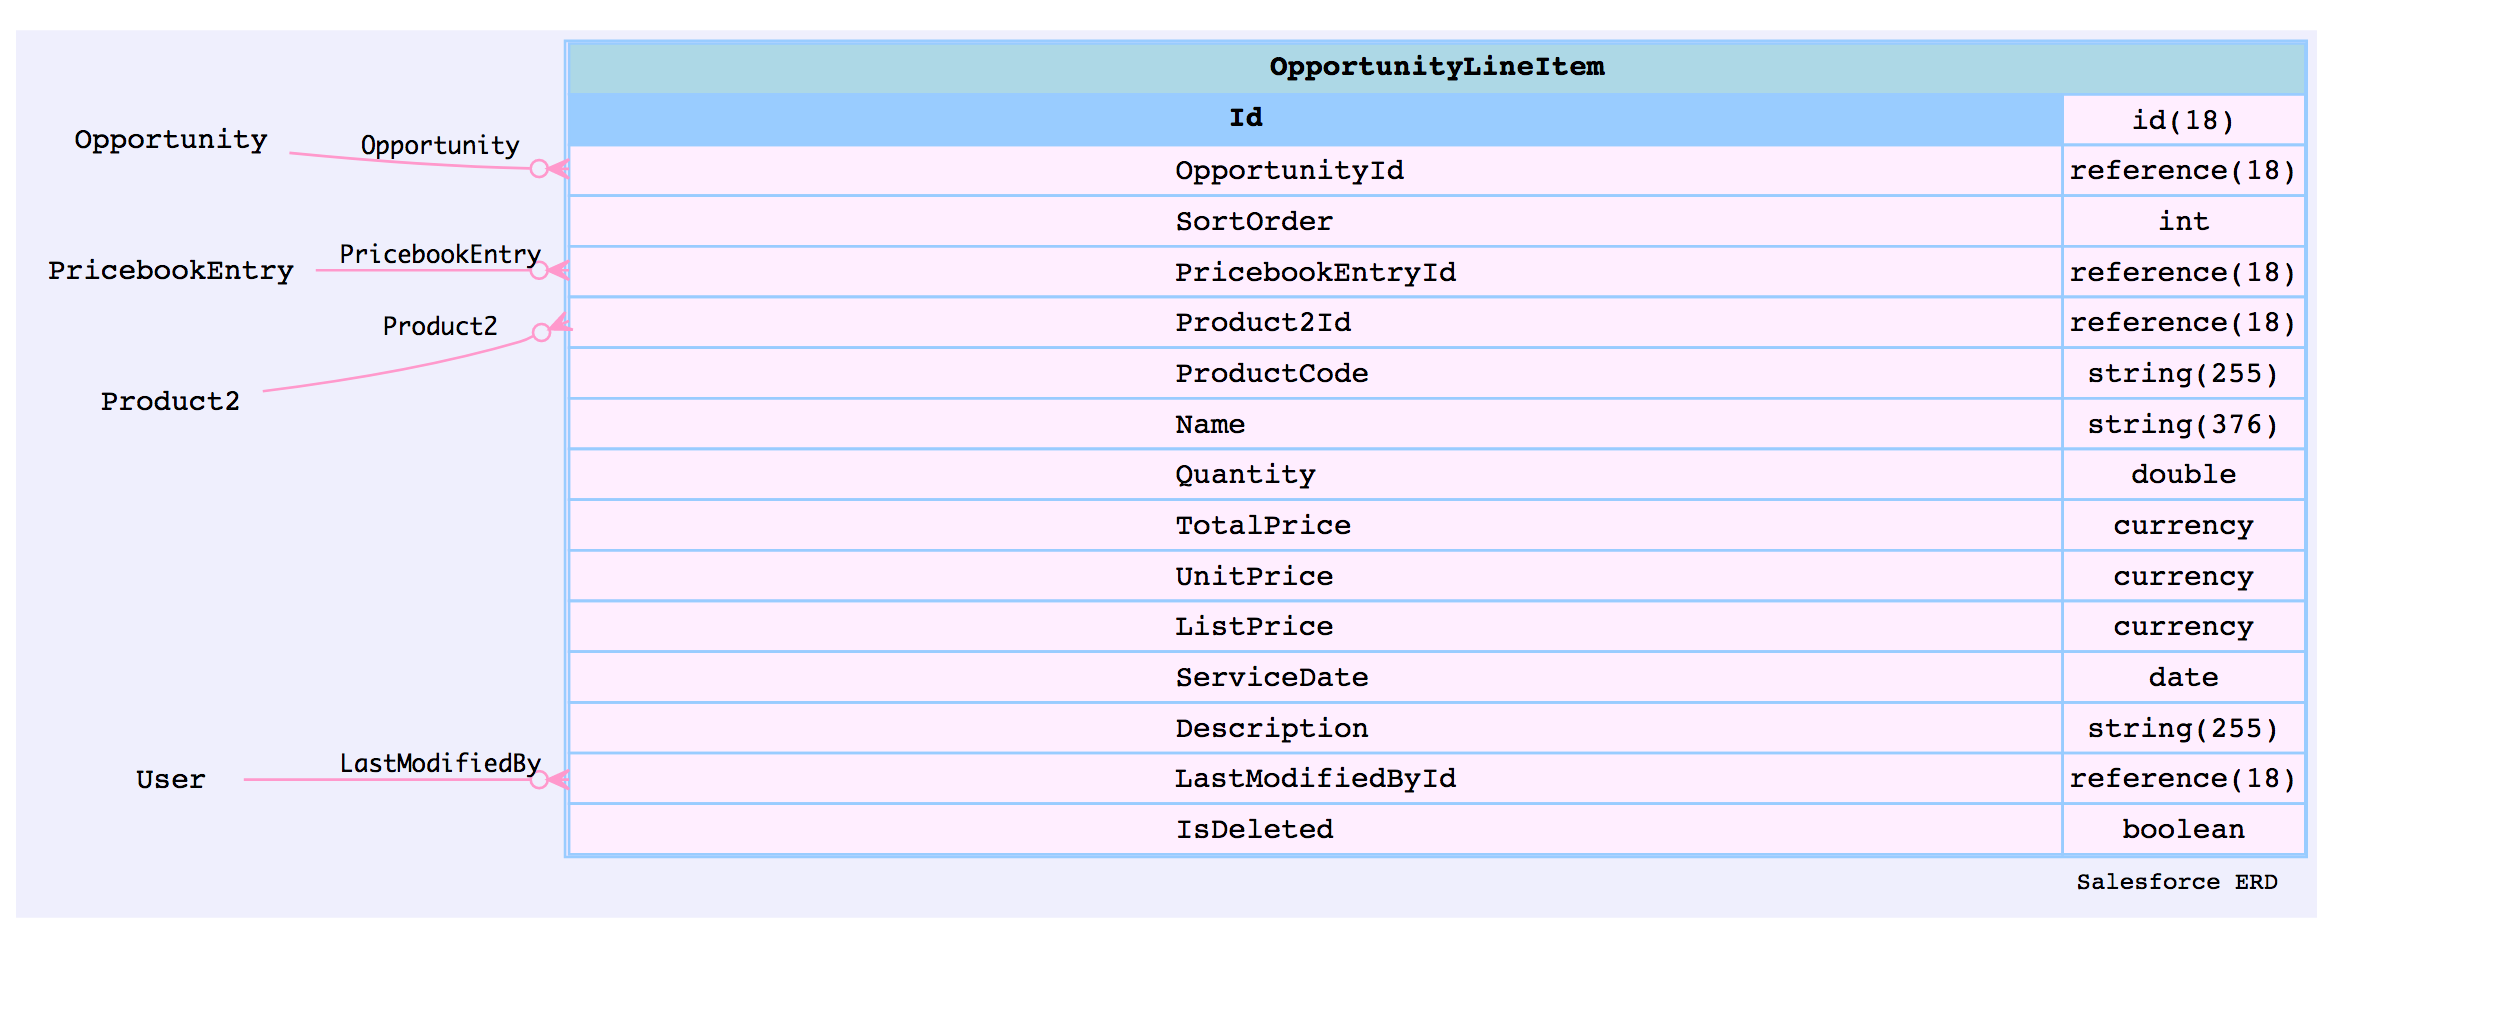 OpportunityLineItem
Id id(18)
Opportunity Opportunity OpportunityId reference(18)
SortOrder int
PricebookEntry PricebookEntry PricebookEntryId reference(18)
Product2 Product2Id reference(18)
Product2 ProductCode string(255)
Name string(376)
Quantity double
TotalPrice currency
UnitPrice currency
ListPrice currency
ServiceDate date
Description string(255)
User LastModifiedBy LastModifiedById reference(18)
IsDeleted boolean
Salesforce ERD